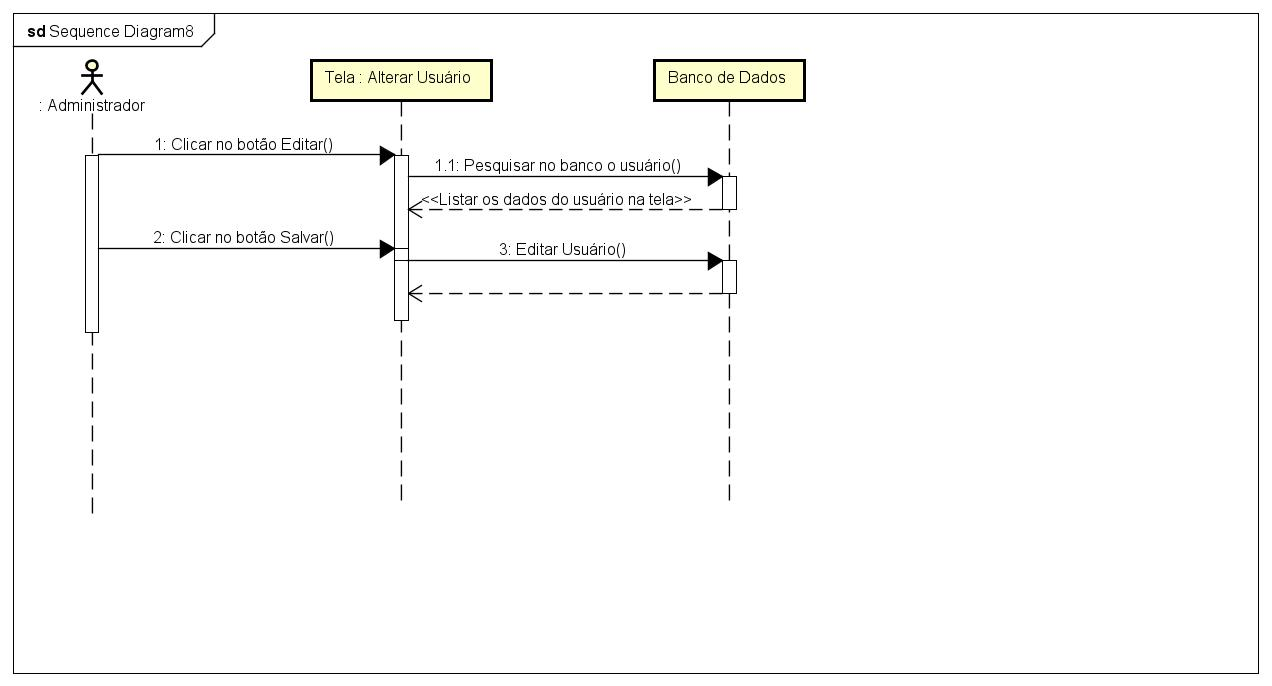 sd Sequence Diagram8
: Administrador
Tela : Alterar Usuário
Banco de Dados
1: Clicar no botão Editar()
1.1: Pesquisar no banco o usuário()
<<Listar os dados do usuário na tela>>
2: Clicar no botão Salvar()
3: Editar Usuário()